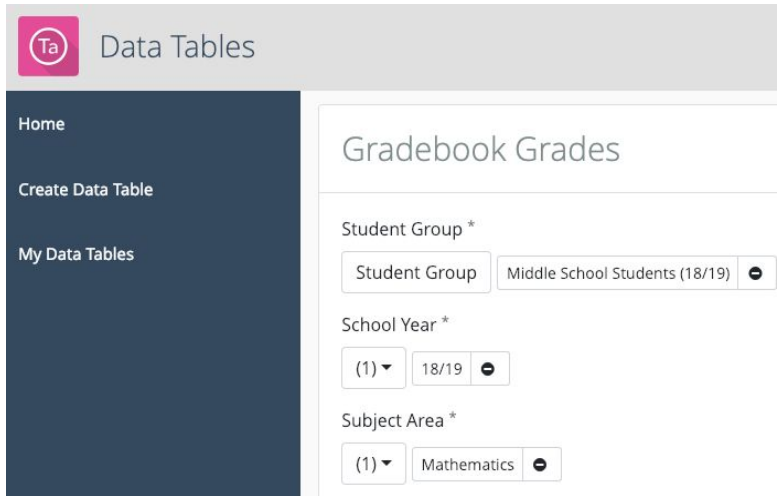 Ta Data Tables
Home
Create Data Table
My Data Tables
Gradebook Grades
Student Group *
Student Group Middle School Students (18/19)
School Year *
(1) 18/19
Subject Area *
(1) Mathematics